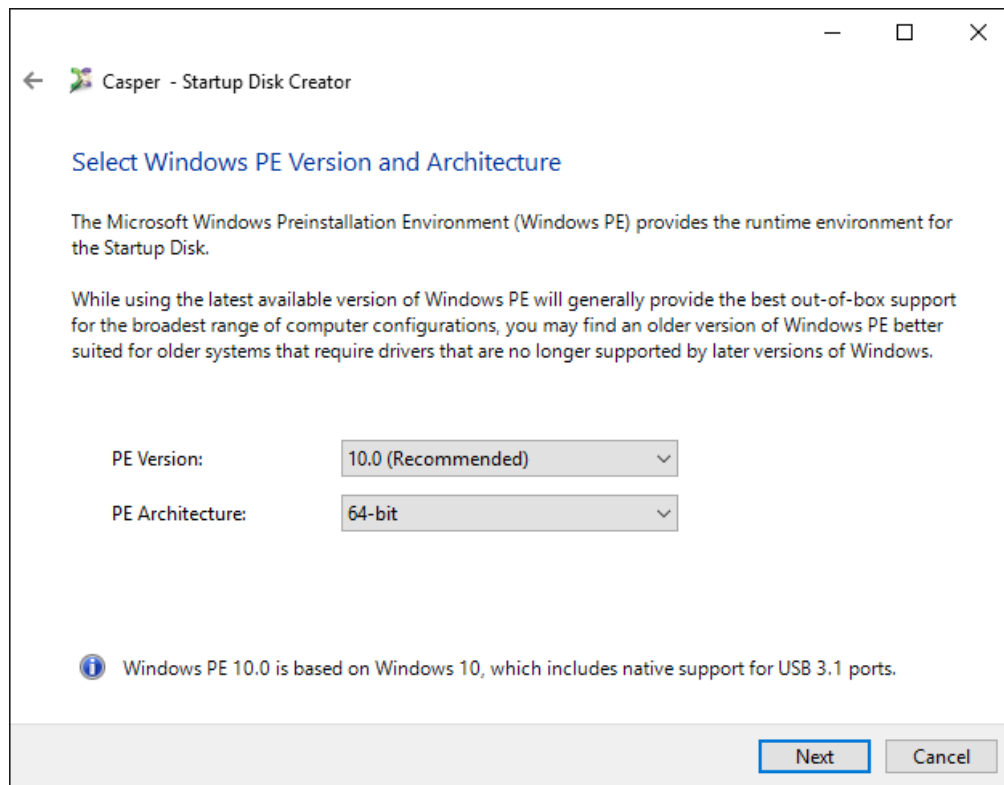 Casper - Startup Disk Creator
Select Windows PE Version and Architecture
The Microsoft Windows Preinstallation Environment (Windows PE) provides the runtime environment for
the Startup Disk.
While using the latest available version of Windows PE will generally provide the best out-of-box support
for the broadest range of computer configurations, you may find an older version of Windows PE better
suited for older systems that require drivers that are no longer supported by later versions of Windows.
PE Version: 10.0 (Recommended)
PE Architecture: 64-bit
Windows PE 10.0 is based on Windows 10, which includes native support for USB 3.1 ports.
Next Cancel